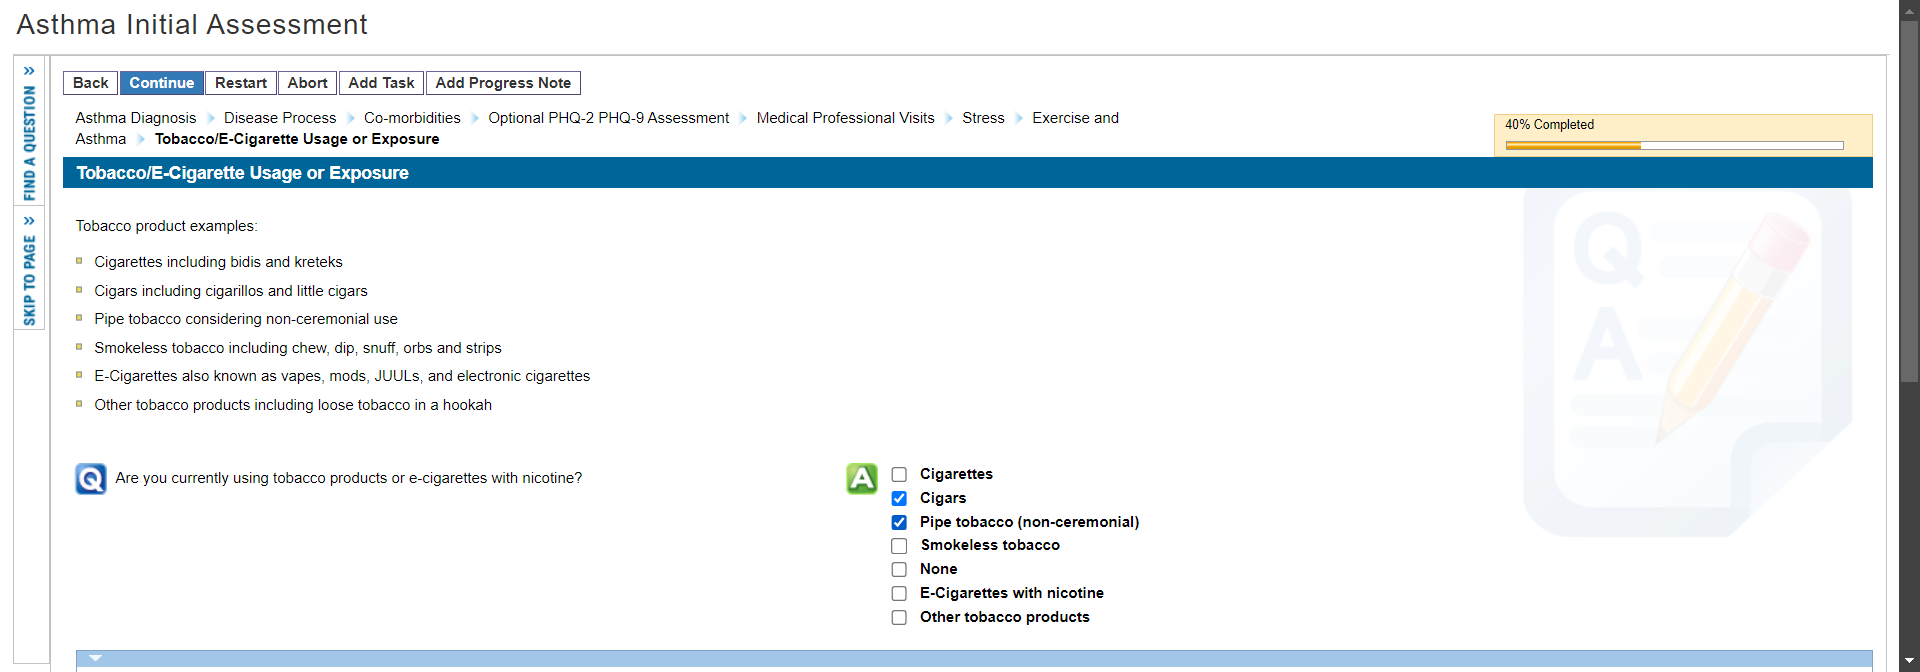 Asthma Initial Assessment
FIND A QUESTION
SKIP TO PAGE
Back Continue Restart Abort Add Task Add Progress Note
Asthma Diagnosis Disease Process Co-morbidities Optional PHQ-2 PHQ-9 Assessment Medical Professional Visits Stress Exercise and
Asthma Tobacco/E-Cigarette Usage or Exposure
40% Completed
Tobacco/E-Cigarette Usage or Exposure
Tobacco product examples:
Cigarettes including bidis and kreteks
Cigars including cigarillos and little cigars
Pipe tobacco considering non-ceremonial use
Smokeless tobacco including chew, dip, snuff, orbs and strips
E-Cigarettes also known as vapes, mods, JUULs, and electronic cigarettes
Other tobacco products including loose tobacco in a hookah
Q
A
Q Are you currently using tobacco products or e-cigarettes with nicotine?
A Cigarettes
Cigars
Pipe tobacco (non-ceremonial)
Smokeless tobacco
None
E-Cigarettes with nicotine
Other tobacco products